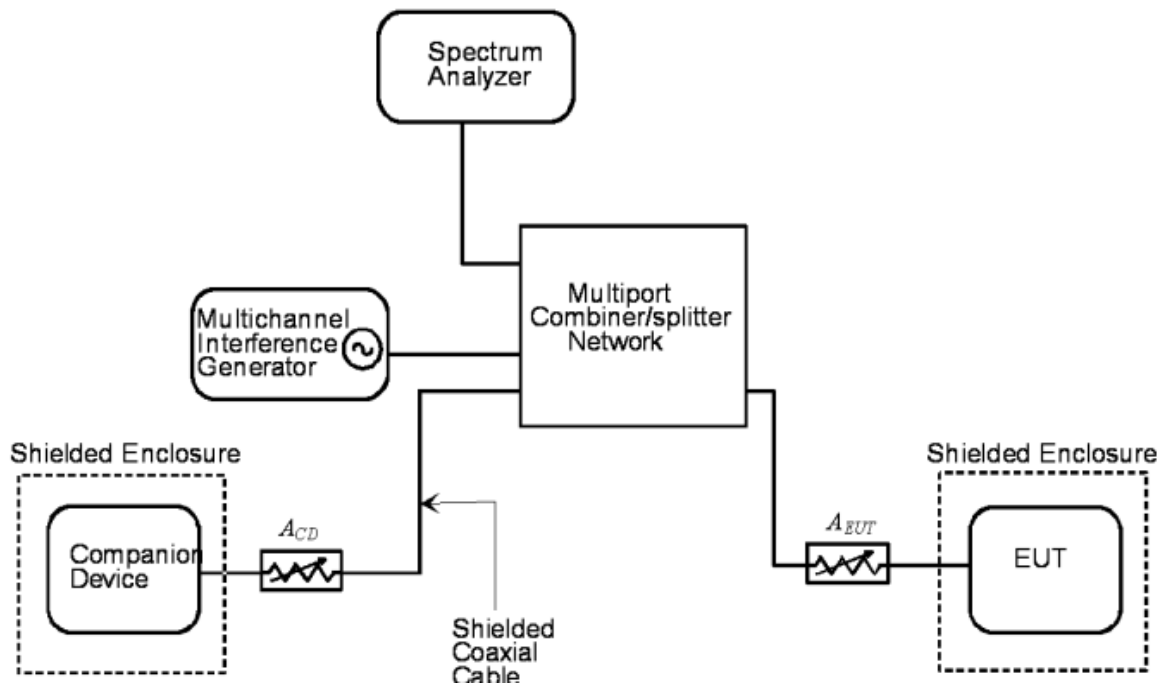 Spectrum
Analyzer
Multiport
Combiner/splitter
Network
Multichannel
Interference
Generator
Shielded Enclosure
Companion
Device
A_CD
Shielded
Coaxial
Cable
A_EUT
Shielded Enclosure
EUT